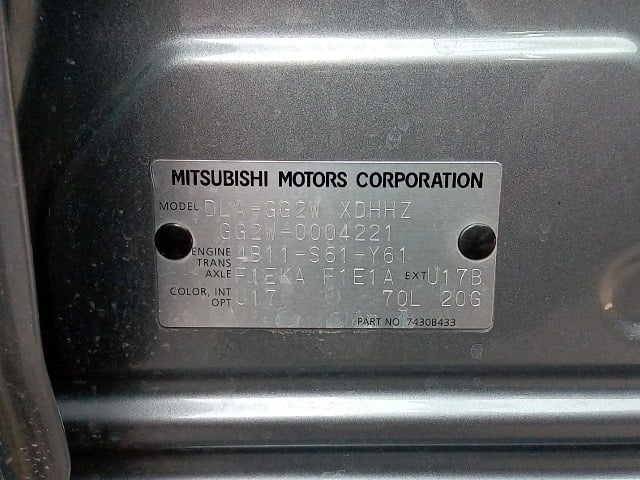 MITSUBISHI MOTORS CORPORATION
MODEL DLA-GG2W XDHHZ
GG2W-0004221
ENGINE 4B11-S61-Y61
TRANS AXLE F1EKA F1E1A EXT U17B
COLOR, INT OPT J17 70L 20G
PART NO. 7430B433